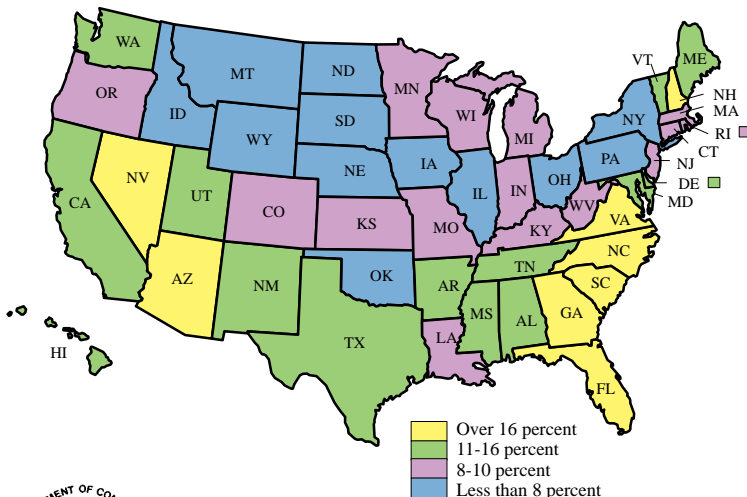 WA
ME
VT
MT
ND
MN
OR
NH
ID
WI
MA
SD
NY
MI
RI
WY
CT
IA
PA
NE
NJ
NV
OH
IL
IN
DE
UT
WV
MD
CA
CO
VA
KS
MO
KY
NC
TN
OK
AZ
NM
AR
SC
MS
AL
GA
LA
TX
HI
FL
Over 16 percent
11-16 percent
8-10 percent
Less than 8 percent
MENT OF CO